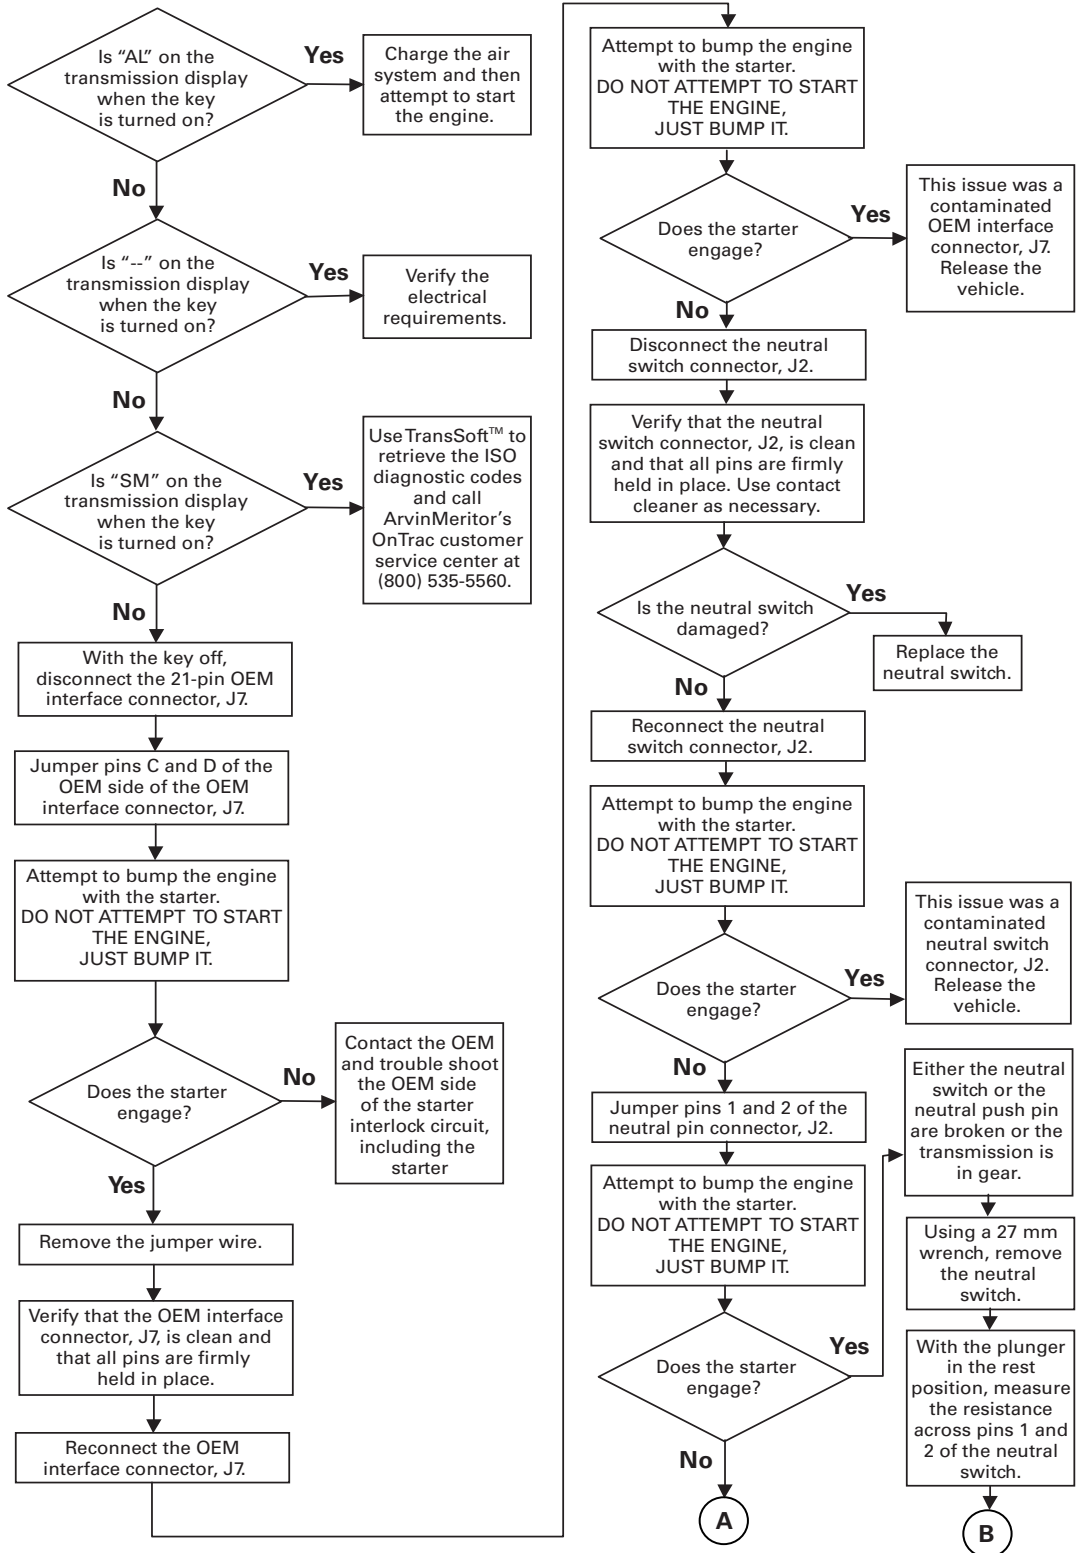 Is “AL” on the
transmission display
when the key
is turned on?
Yes
Charge the air
system and then
attempt to start
the engine.
No
Is “--” on the
transmission display
when the key
is turned on?
Yes
Verify the
electrical
requirements.
No
Is “SM” on the
transmission display
when the key
is turned on?
Yes
Use TransSoft™ to
retrieve the ISO
diagnostic codes
and call
ArvinMeritor’s
OnTrac customer
service center at
(800) 535-5560.
No
With the key off,
disconnect the 21-pin OEM
interface connector, J7.
Jumper pins C and D of the
OEM side of the OEM
interface connector, J7.
Attempt to bump the engine
with the starter.
DO NOT ATTEMPT TO START
THE ENGINE,
JUST BUMP IT.
Does the starter
engage?
No
Contact the OEM
and trouble shoot
the OEM side
of the starter
interlock circuit,
including the
starter
Yes
Remove the jumper wire.
Verify that the OEM interface
connector, J7, is clean and
that all pins are firmly
held in place.
Reconnect the OEM
interface connector, J7.
Attempt to bump the engine
with the starter.
DO NOT ATTEMPT TO START
THE ENGINE,
JUST BUMP IT.
Does the starter
engage?
Yes
This issue was a
contaminated
OEM interface
connector, J7.
Release the
vehicle.
No
Disconnect the neutral
switch connector, J2.
Verify that the neutral
switch connector, J2, is clean
and that all pins are firmly
held in place. Use contact
cleaner as necessary.
Is the neutral switch
damaged?
Yes
Replace the
neutral switch.
No
Reconnect the neutral
switch connector, J2.
Attempt to bump the engine
with the starter.
DO NOT ATTEMPT TO START
THE ENGINE,
JUST BUMP IT.
Does the starter
engage?
Yes
This issue was a
contaminated
neutral switch
connector, J2.
Release the
vehicle.
No
Jumper pins 1 and 2 of the
neutral pin connector, J2.
Attempt to bump the engine
with the starter.
DO NOT ATTEMPT TO START
THE ENGINE,
JUST BUMP IT.
Does the starter
engage?
Yes
Either the neutral
switch or the
neutral push pin
are broken or the
transmission is
in gear.
Using a 27 mm
wrench, remove
the neutral
switch.
With the plunger
in the rest
position, measure
the resistance
across pins 1 and
2 of the neutral
switch.
No
A
B